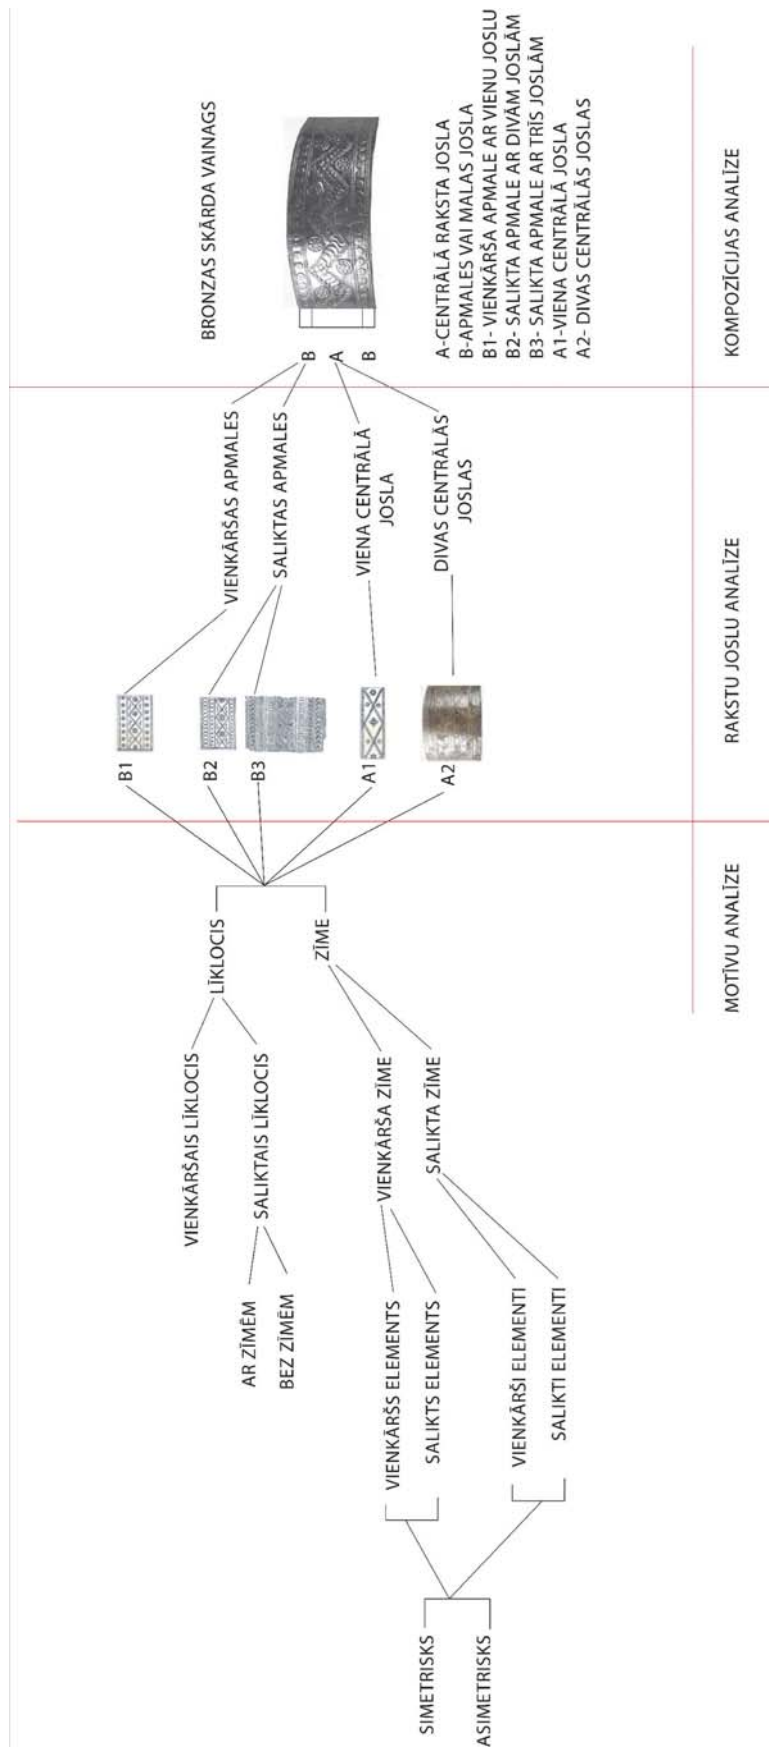 BRONZAS SKĀRDA VAINAGS
B
A
B
A-CENTRĀLĀ RAKSTA JOSLA
B-APMALES VAI MALAS JOSLA
B1- VIENKĀRŠA APMALE AR VIENU JOSLU
B2- SALIKTA APMALE AR DIVĀM JOSLĀM
B3- SALIKTA APMALE AR TRĪS JOSLĀM
A1-VIENA CENTRĀLĀ JOSLA
A2- DIVAS CENTRĀLĀS JOSLAS
KOMPOZĪCIJAS ANALĪZE
VIENKĀRŠAS APMALES
SALIKTAS APMALES
VIENA CENTRĀLĀ
JOSLA
DIVAS CENTRĀLĀS
JOSLAS
B1
B2
B3
A1
A2
RAKSTU JOSLU ANALĪZE
LĪKLOCIS
ZĪME
VIENKĀRŠAIS LĪKLOCIS
SALIKTAIS LĪKLOCIS
AR ZĪMĒM
BEZ ZĪMĒM
VIENKĀRŠA ZĪME
SALIKTA ZĪME
VIENKĀRŠS ELEMENTS
SALIKTS ELEMENTS
VIENKĀRŠI ELEMENTI
SALIKTI ELEMENTI
SIMETRISKS
ASIMETRISKS
MOTĪVU ANALĪZE